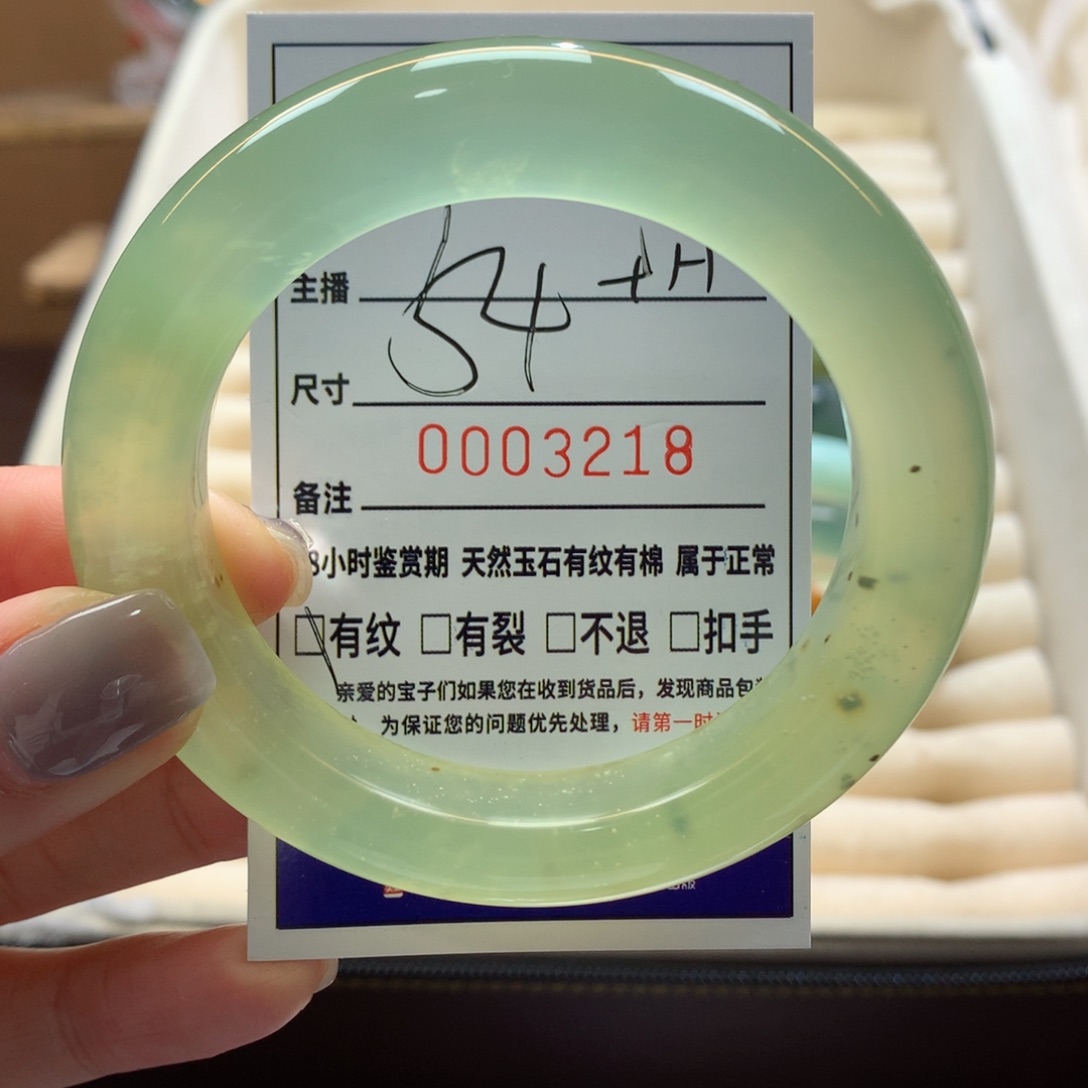 主播
54 +H
尺寸
0003218
备注
8小时鉴赏期 天然玉石有纹有棉 属于正常
□有纹 □有裂 □不退 □扣手
亲爱的宝子们如果您在收到货品后，发现商品包
为保证您的问题优先处理，请第一时